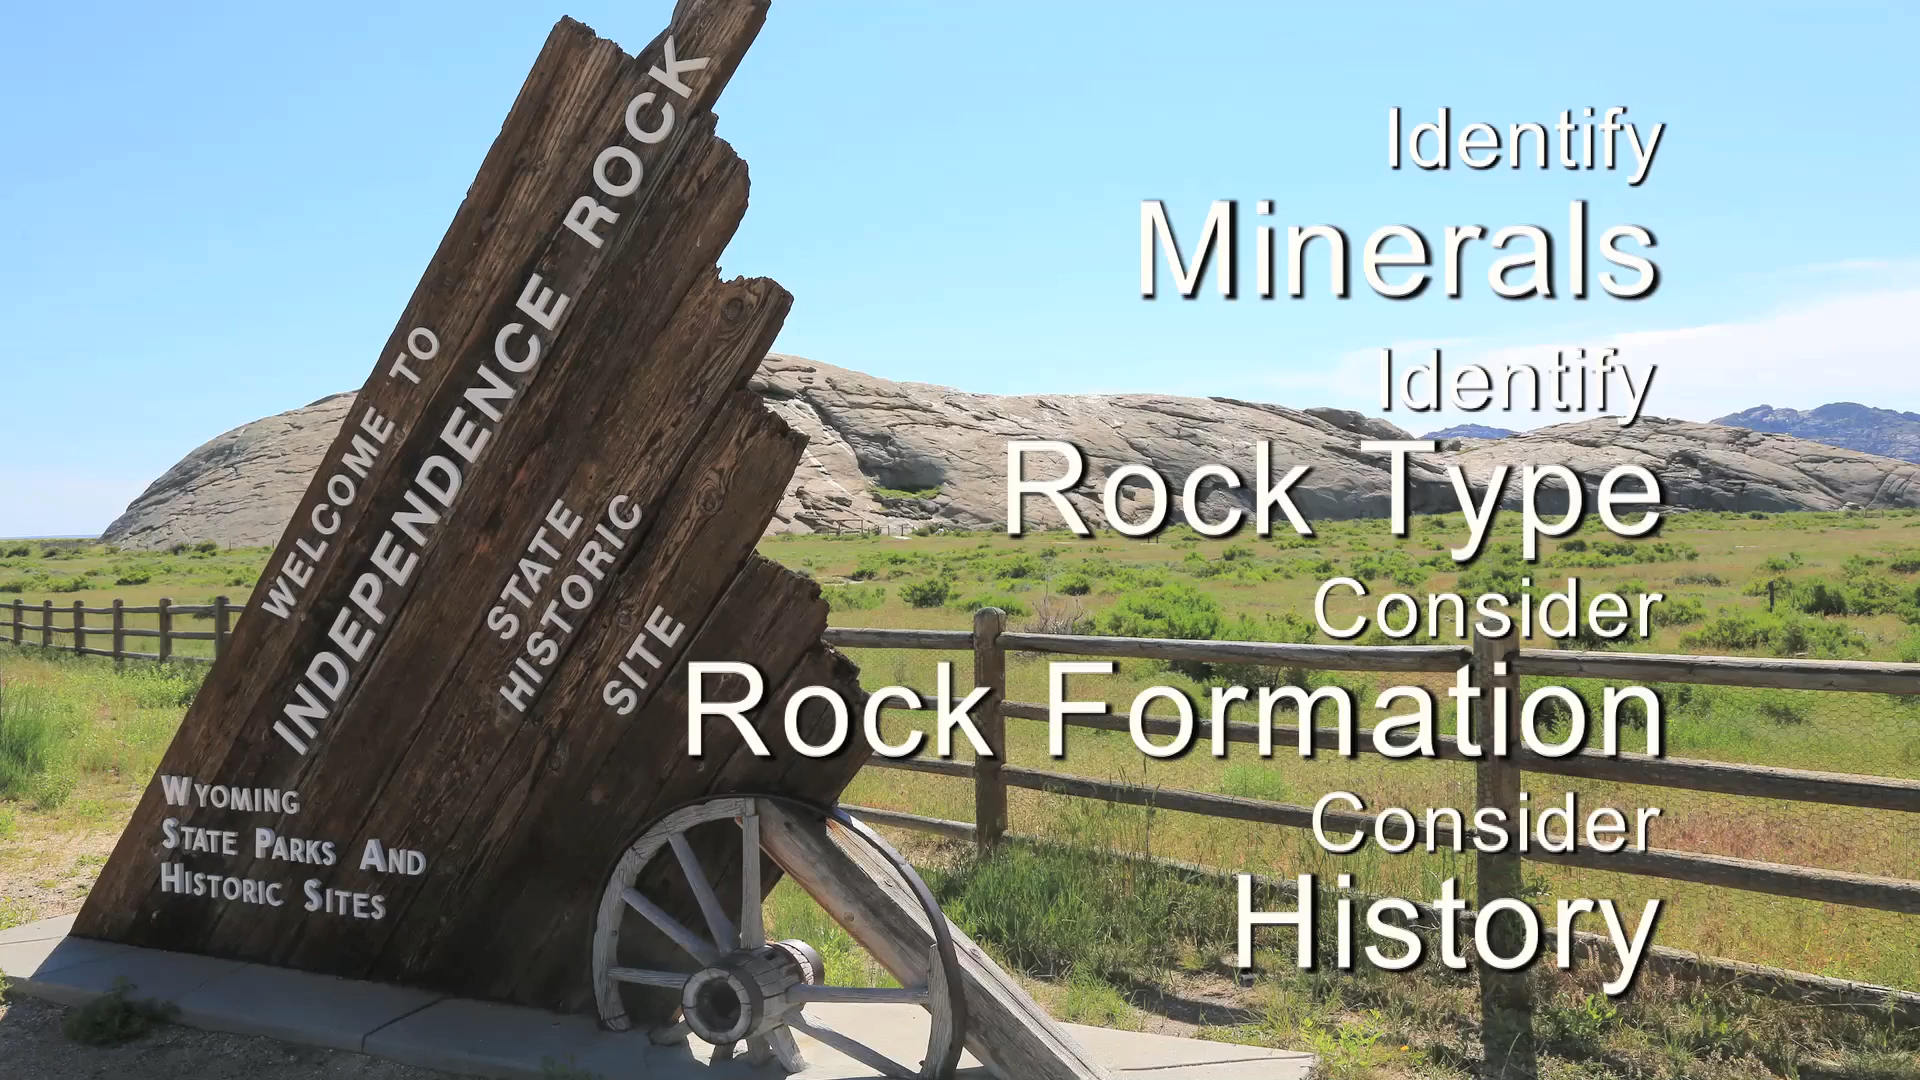 WELCOME TO
INDEPENDENCE ROCK
STATE
HISTORIC
SITE
WYOMING
STATE PARKS AND
HISTORIC SITES
Identify
Minerals
Identify
Rock Type
Consider
Rock Formation
Consider
History